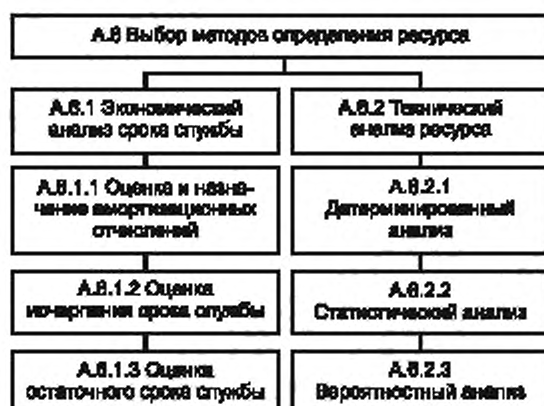 А.6 Выбор методов определения ресурса
А.6.1 Экономический
анализ срока службы
А.6.1.1 Оценка и назна-
чение амортизационных
отчислений
А.6.1.2 Оценка
исчерпания срока службы
А.6.1.3 Оценка
остаточного срока службы
А.6.2 Технический
анализ ресурса
А.6.2.1
Детерминированный
анализ
А.6.2.2
Статистический анализ
А.6.2.3
Вероятностный анализ